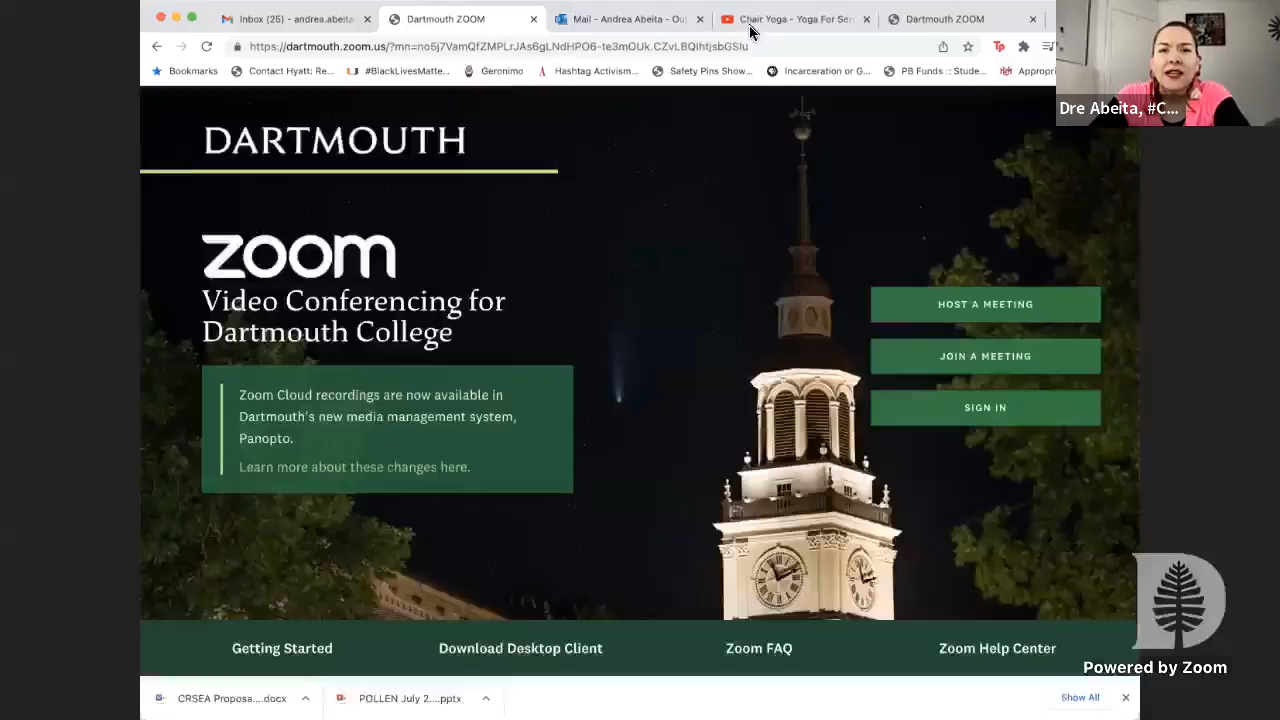 Inbox (25) - andrea.abeita
Dartmouth ZOOM
Mail - Andrea Abeita - Ou
Chair Yoga - Yoga For Sen
Dartmouth ZOOM
https://dartmouth.zoom.us/?mn=no5j7VamQfZMPLrJAs6gLNdHPO6-te3mOUk.CZvLBQIhtjsbGSIu
Bookmarks
Contact Hyatt: Re...
#BlackLivesMatte...
Geronimo
Hashtag Activism...
Safety Pins Show...
Incarceration or G...
PB Funds :: Stude...
Appropri
Dre Abeita, #C...
DARTMOUTH
zoom
Video Conferencing for
Dartmouth College
Zoom Cloud recordings are now available in
Dartmouth's new media management system,
Panopto.
Learn more about these changes here.
HOST A MEETING
JOIN A MEETING
SIGN IN
Getting Started
Download Desktop Client
Zoom FAQ
Zoom Help Center
Powered by Zoom
CRSEA Proposa....docx
POLLEN July 2....pptx
Show All